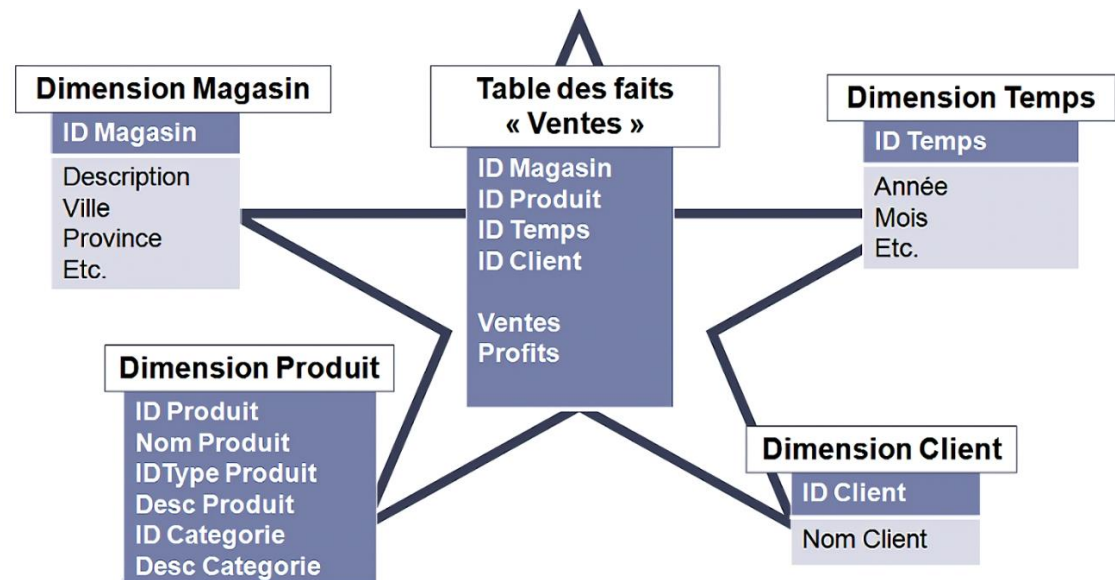 Dimension Magasin
ID Magasin
Description
Ville
Province
Etc.
Table des faits
« Ventes »
ID Magasin
ID Produit
ID Temps
ID Client
Ventes
Profits
Dimension Temps
ID Temps
Année
Mois
Etc.
Dimension Produit
ID Produit
Nom Produit
IDType Produit
Desc Produit
ID Categorie
Desc Categorie
Dimension Client
ID Client
Nom Client